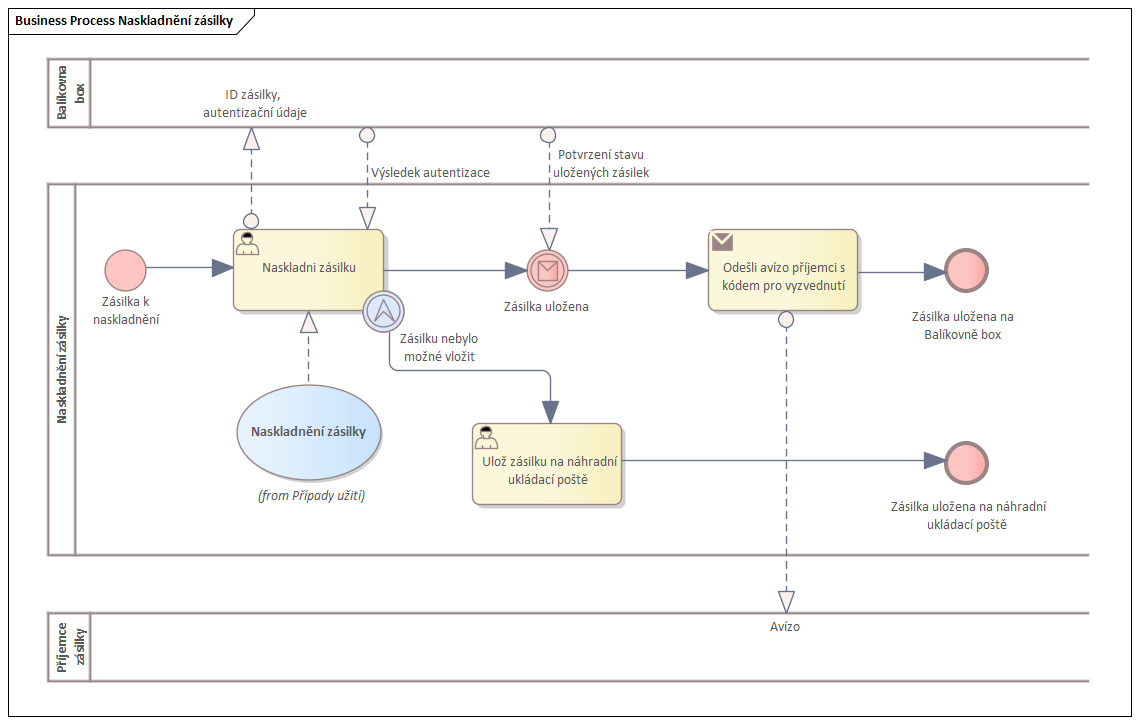 Business Process Naskladnění zásilky
Balíkovna
box
ID zásilky,
autentizační údaje
Výsledek autentizace
Potvrzení stavu
uložených zásilek
Naskladnění zásilky
Zásilka k
naskladnění
Naskladni zásilku
Zásilka uložena
Odešli avízo příjemci s
kódem pro vyzvednutí
Zásilka uložena na
Balíkovně box
Zásilku nebylo
možné vložit
Naskladnění zásilky
(from Případy užití)
Ulož zásilku na náhradní
ukládací poště
Zásilka uložena na náhradní
ukládací poště
Příjemce
zásilky
Avízo